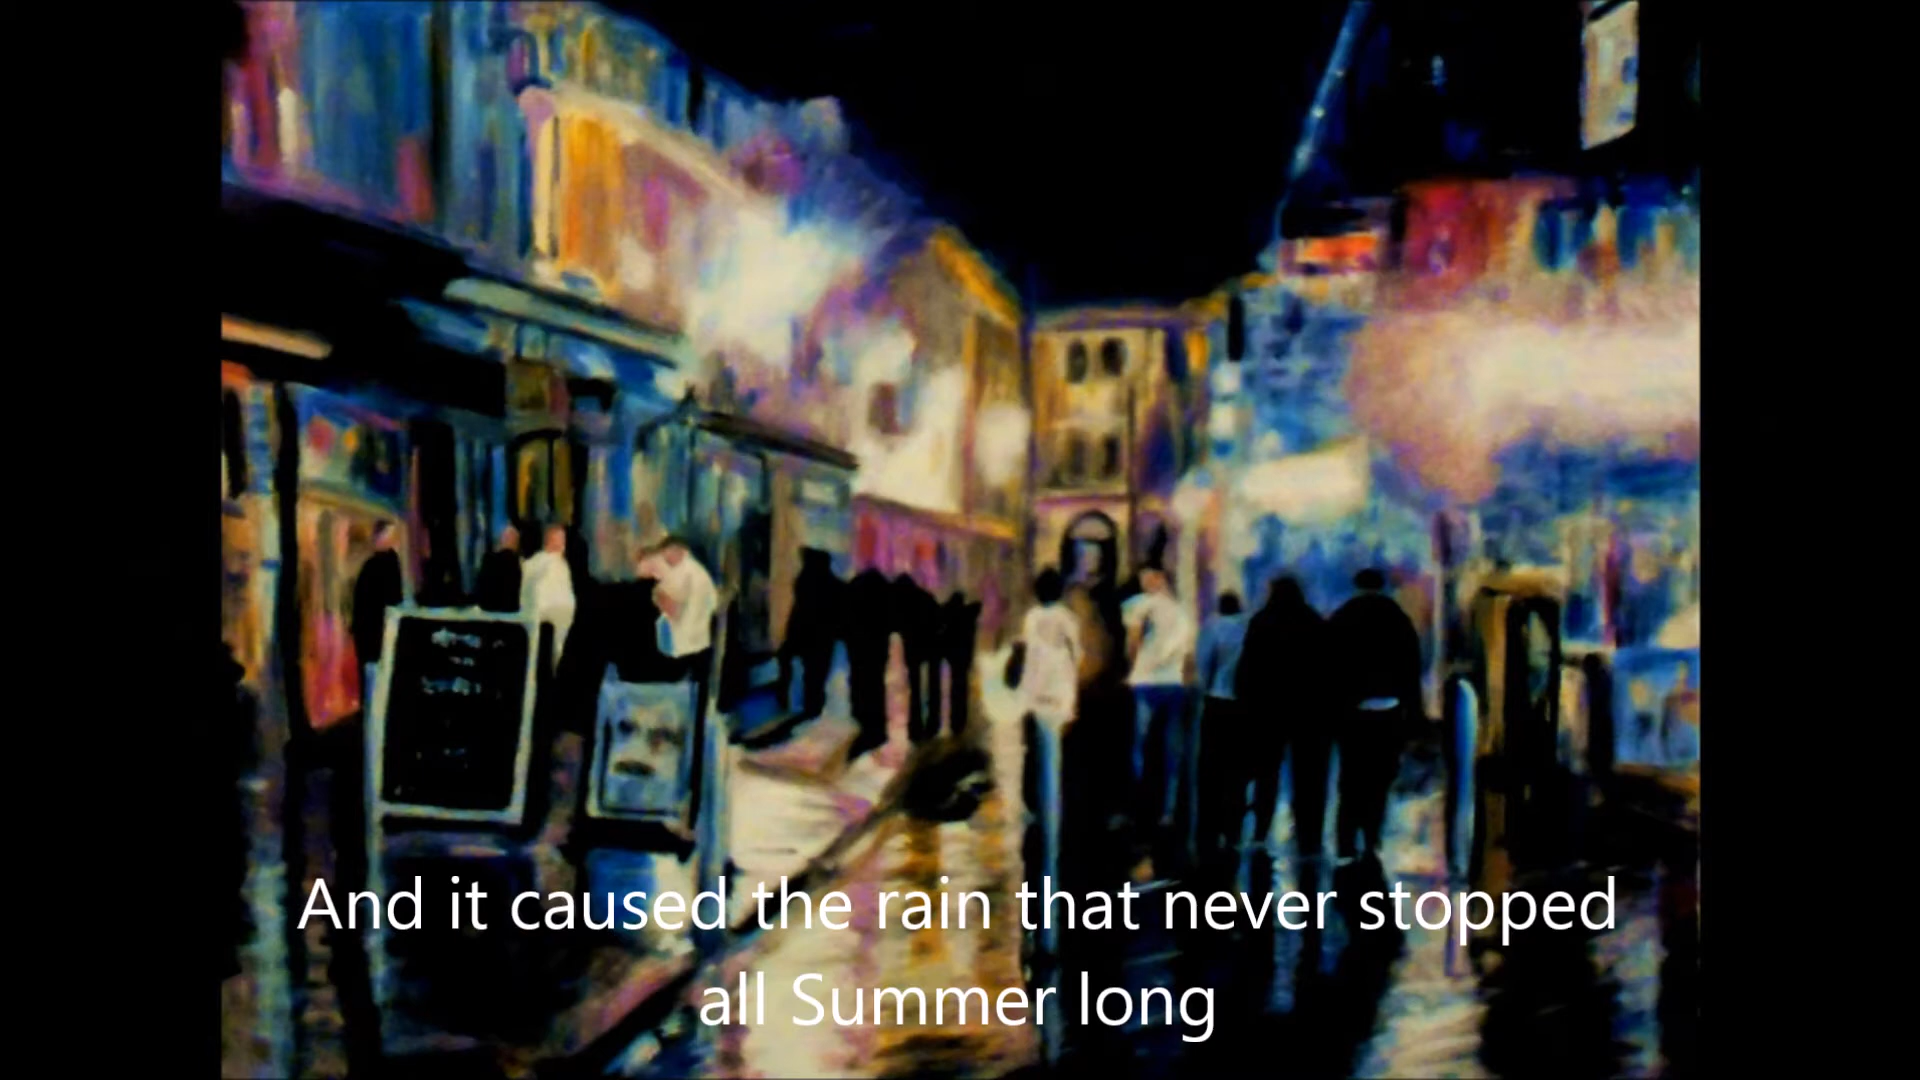 And it caused the rain that never stopped
all Summer long